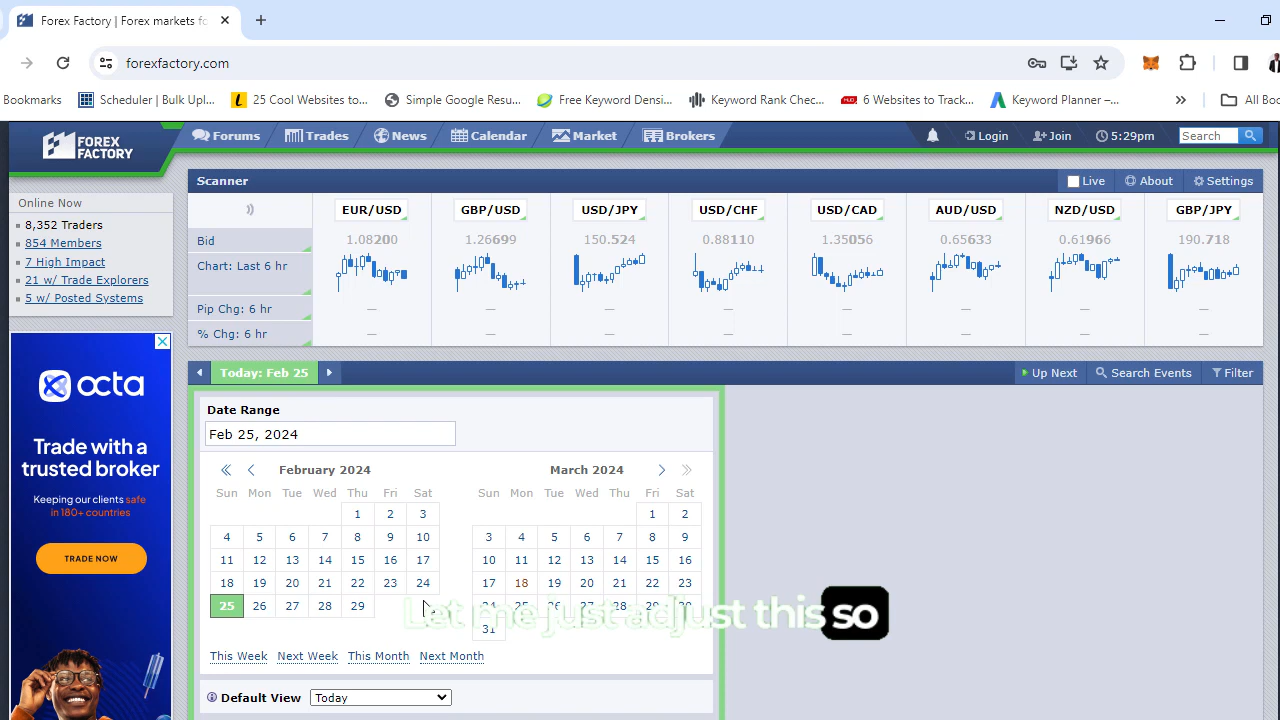 Forex Factory | Forex markets fo
forexfactory.com
Bookmarks
Scheduler | Bulk Upl...
25 Cool Websites to...
Simple Google Resu...
Free Keyword Densi...
Keyword Rank Chec...
6 Websites to Track,...
Keyword Planner –...
All Boo
FOREX FACTORY
Forums
Trades
News
Calendar
Market
Brokers
Login
Join
5:29pm
Search
Online Now
8,352 Traders
854 Members
7 High Impact
21 w/ Trade Explorers
5 w/ Posted Systems
Scanner
Live
About
Settings
EUR/USD GBP/USD USD/JPY USD/CHF USD/CAD AUD/USD NZD/USD GBP/JPY
Bid 1.08200 1.26699 150.524 0.88110 1.35056 0.65633 0.61966 190.718
Chart: Last 6 hr
Pip Chg: 6 hr — — — — — — — —
% Chg: 6 hr — — — — — — — —
octa
Trade with a
trusted broker
Keeping our clients safe
in 180+ countries
TRADE NOW
Today: Feb 25
Up Next
Search Events
Filter
Date Range
Feb 25, 2024
February 2024
Sun Mon Tue Wed Thu Fri Sat
1 2 3
4 5 6 7 8 9 10
11 12 13 14 15 16 17
18 19 20 21 22 23 24
25 26 27 28 29
March 2024
Sun Mon Tue Wed Thu Fri Sat
1 2
3 4 5 6 7 8 9
10 11 12 13 14 15 16
17 18 19 20 21 22 23
24 25 26 27 28 29 30
31
Let me just adjust this so
This Week Next Week This Month Next Month
Default View
Today